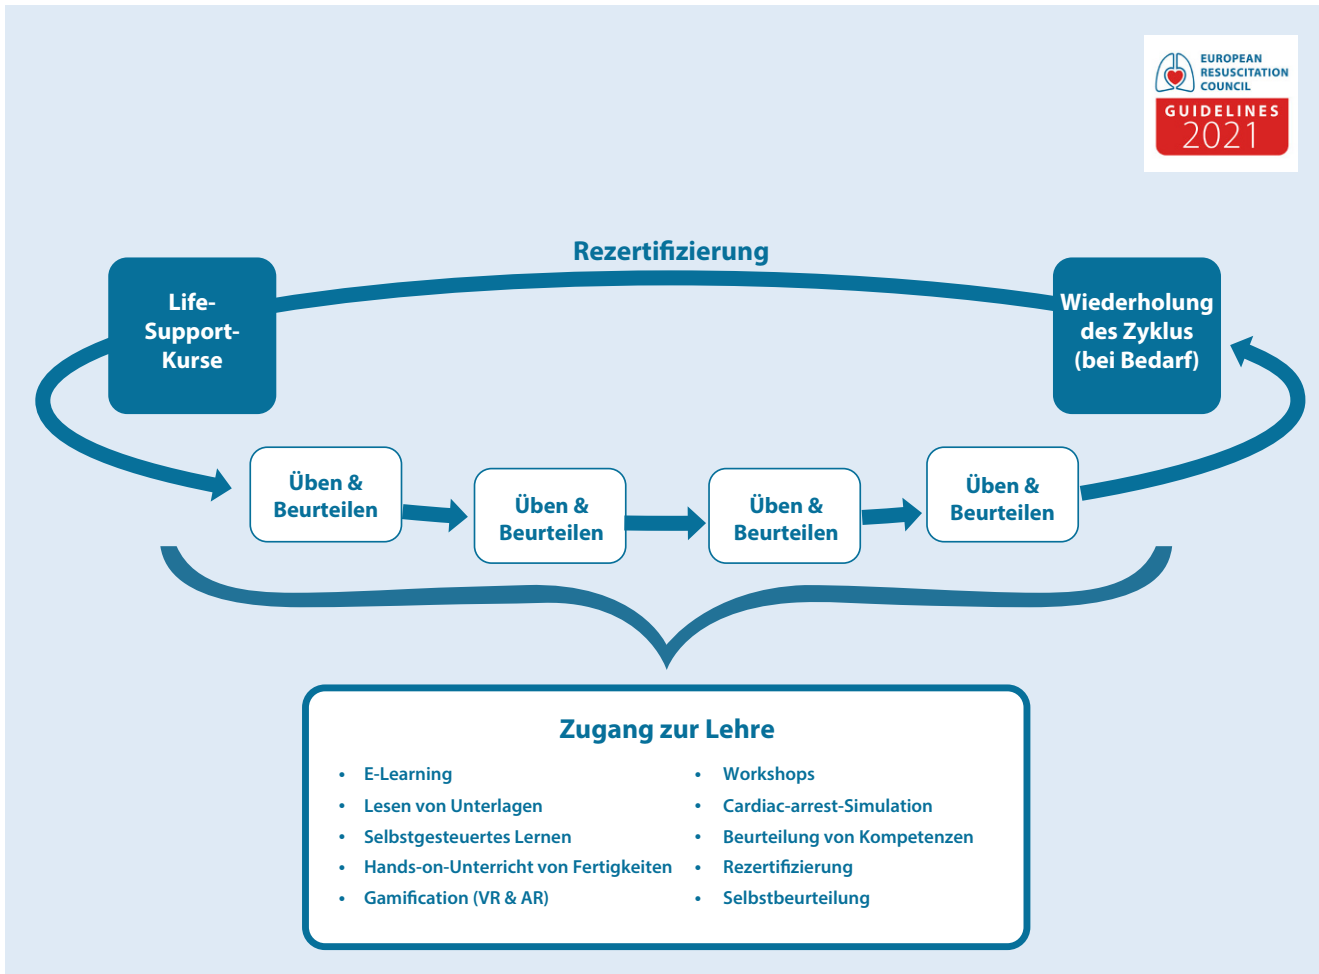 EUROPEAN
RESUSCITATION
COUNCIL
GUIDELINES
2021
Rezertifizierung
Life-
Support-
Kurse
Wiederholung
des Zyklus
(bei Bedarf)
Üben &
Beurteilen
Üben &
Beurteilen
Üben &
Beurteilen
Üben &
Beurteilen
Zugang zur Lehre
• E-Learning
• Lesen von Unterlagen
• Selbstgesteuertes Lernen
• Hands-on-Unterricht von Fertigkeiten
• Gamification (VR & AR)
• Workshops
• Cardiac-arrest-Simulation
• Beurteilung von Kompetenzen
• Rezertifizierung
• Selbstbeurteilung